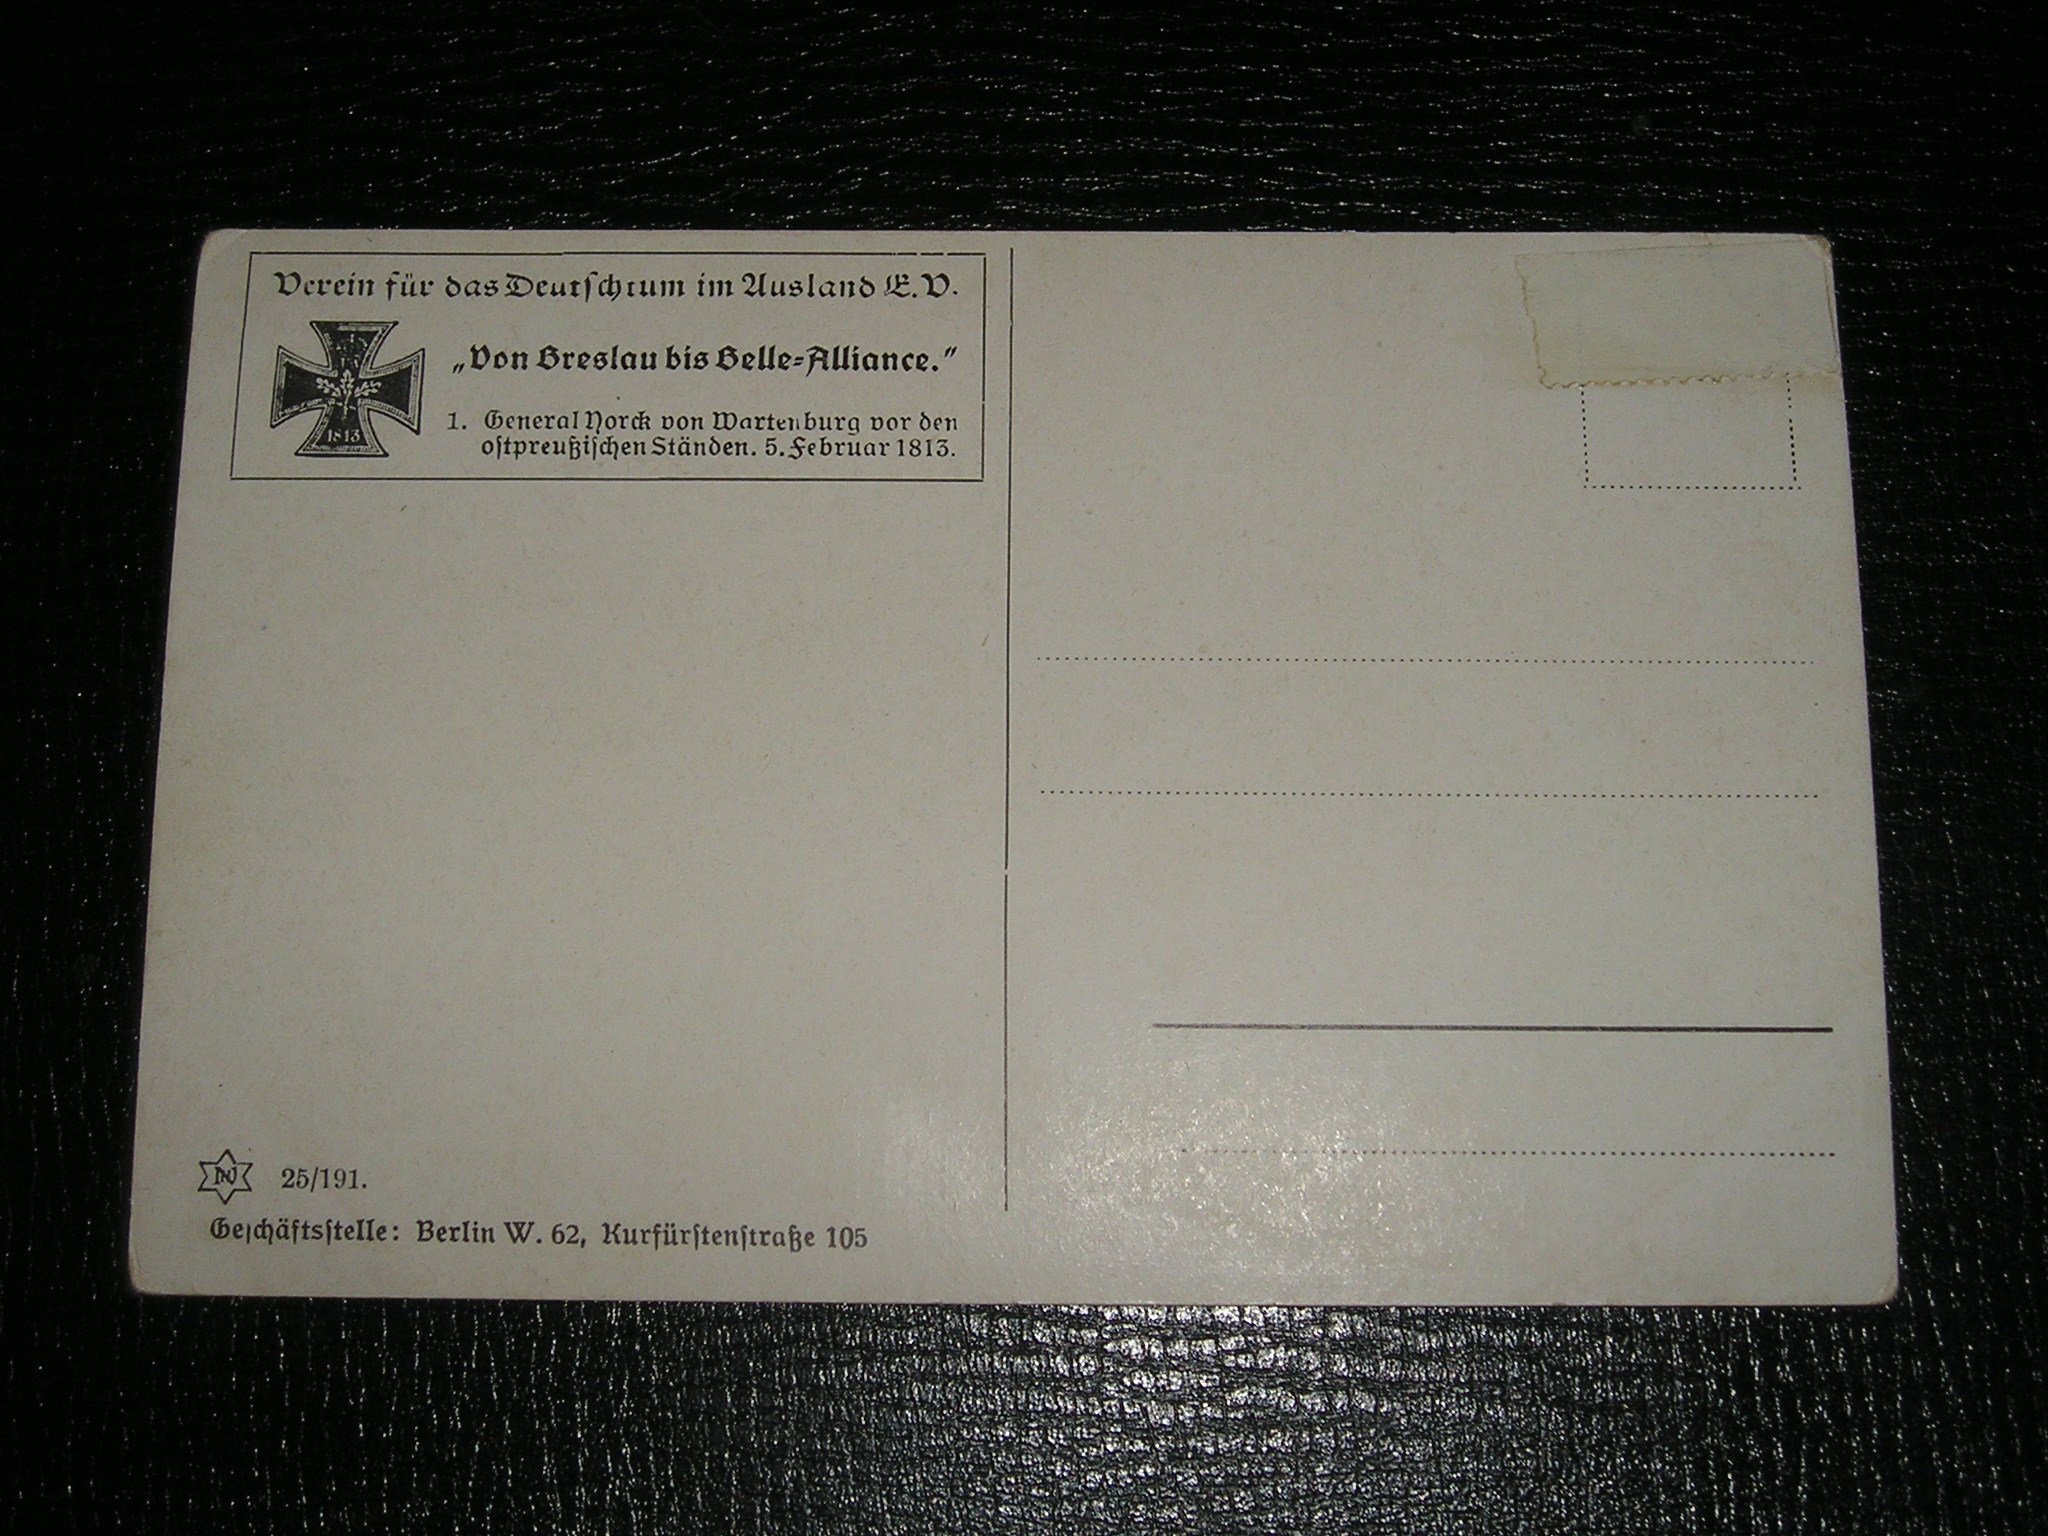 Verein für das Deutschtum im Ausland E.V.
„Von Breslau bis Belle-Alliance.“
1813
1. General Yorck von Wartenburg vor den
ostpreußischen Ständen. 5. Februar 1813.
25/191.
Geschäftsstelle: Berlin W. 62, Kurfürstenstraße 105